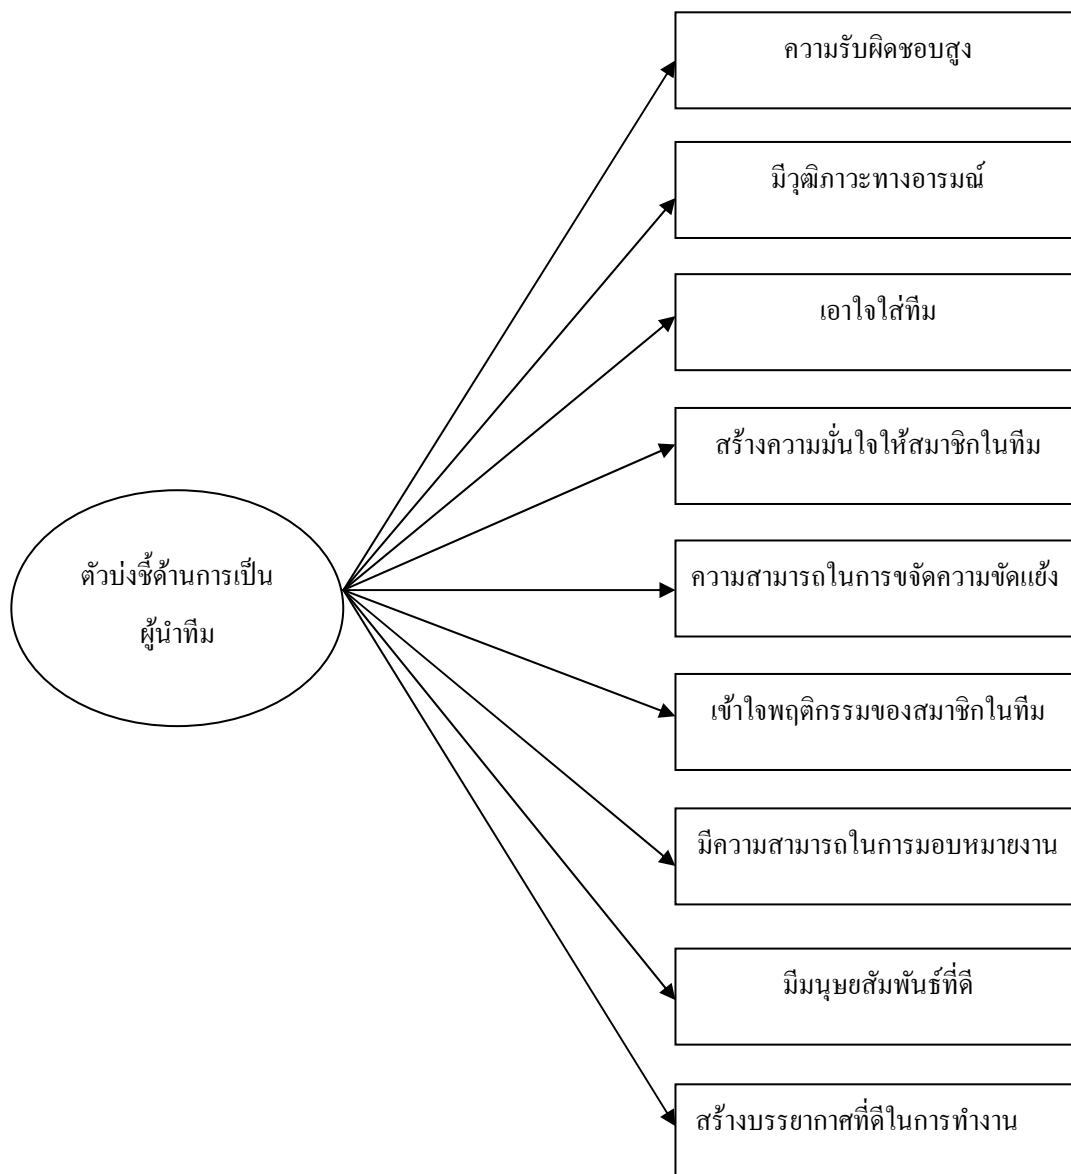 ความรับผิดชอบสูง
มีวุฒิภาวะทางอารมณ์
เอาใจใส่ทีม
สร้างความมั่นใจให้สมาชิกในทีม
ตัวบ่งชี้ด้านการเป็น
ผู้นำทีม
ความสามารถในการขจัดความขัดแย้ง
เข้าใจพฤติกรรมของสมาชิกในทีม
มีความสามารถในการมอบหมายงาน
มีมนุษยสัมพันธ์ที่ดี
สร้างบรรยากาศที่ดีในการทำงาน